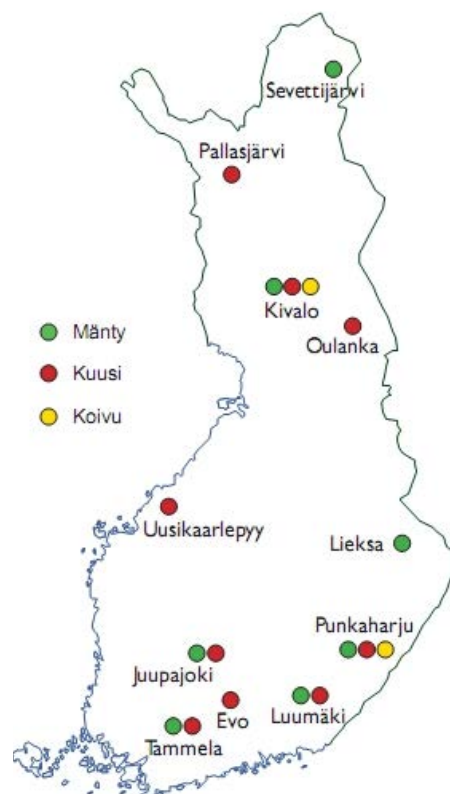 Sevettijärvi
Pallasjärvi
Kivalo
Oulanka
Mänty
Kuusi
Koivu
Uusikaarlepyy
Lieksa
Punkaharju
Juupajoki
Luumäki
Evo
Tammela